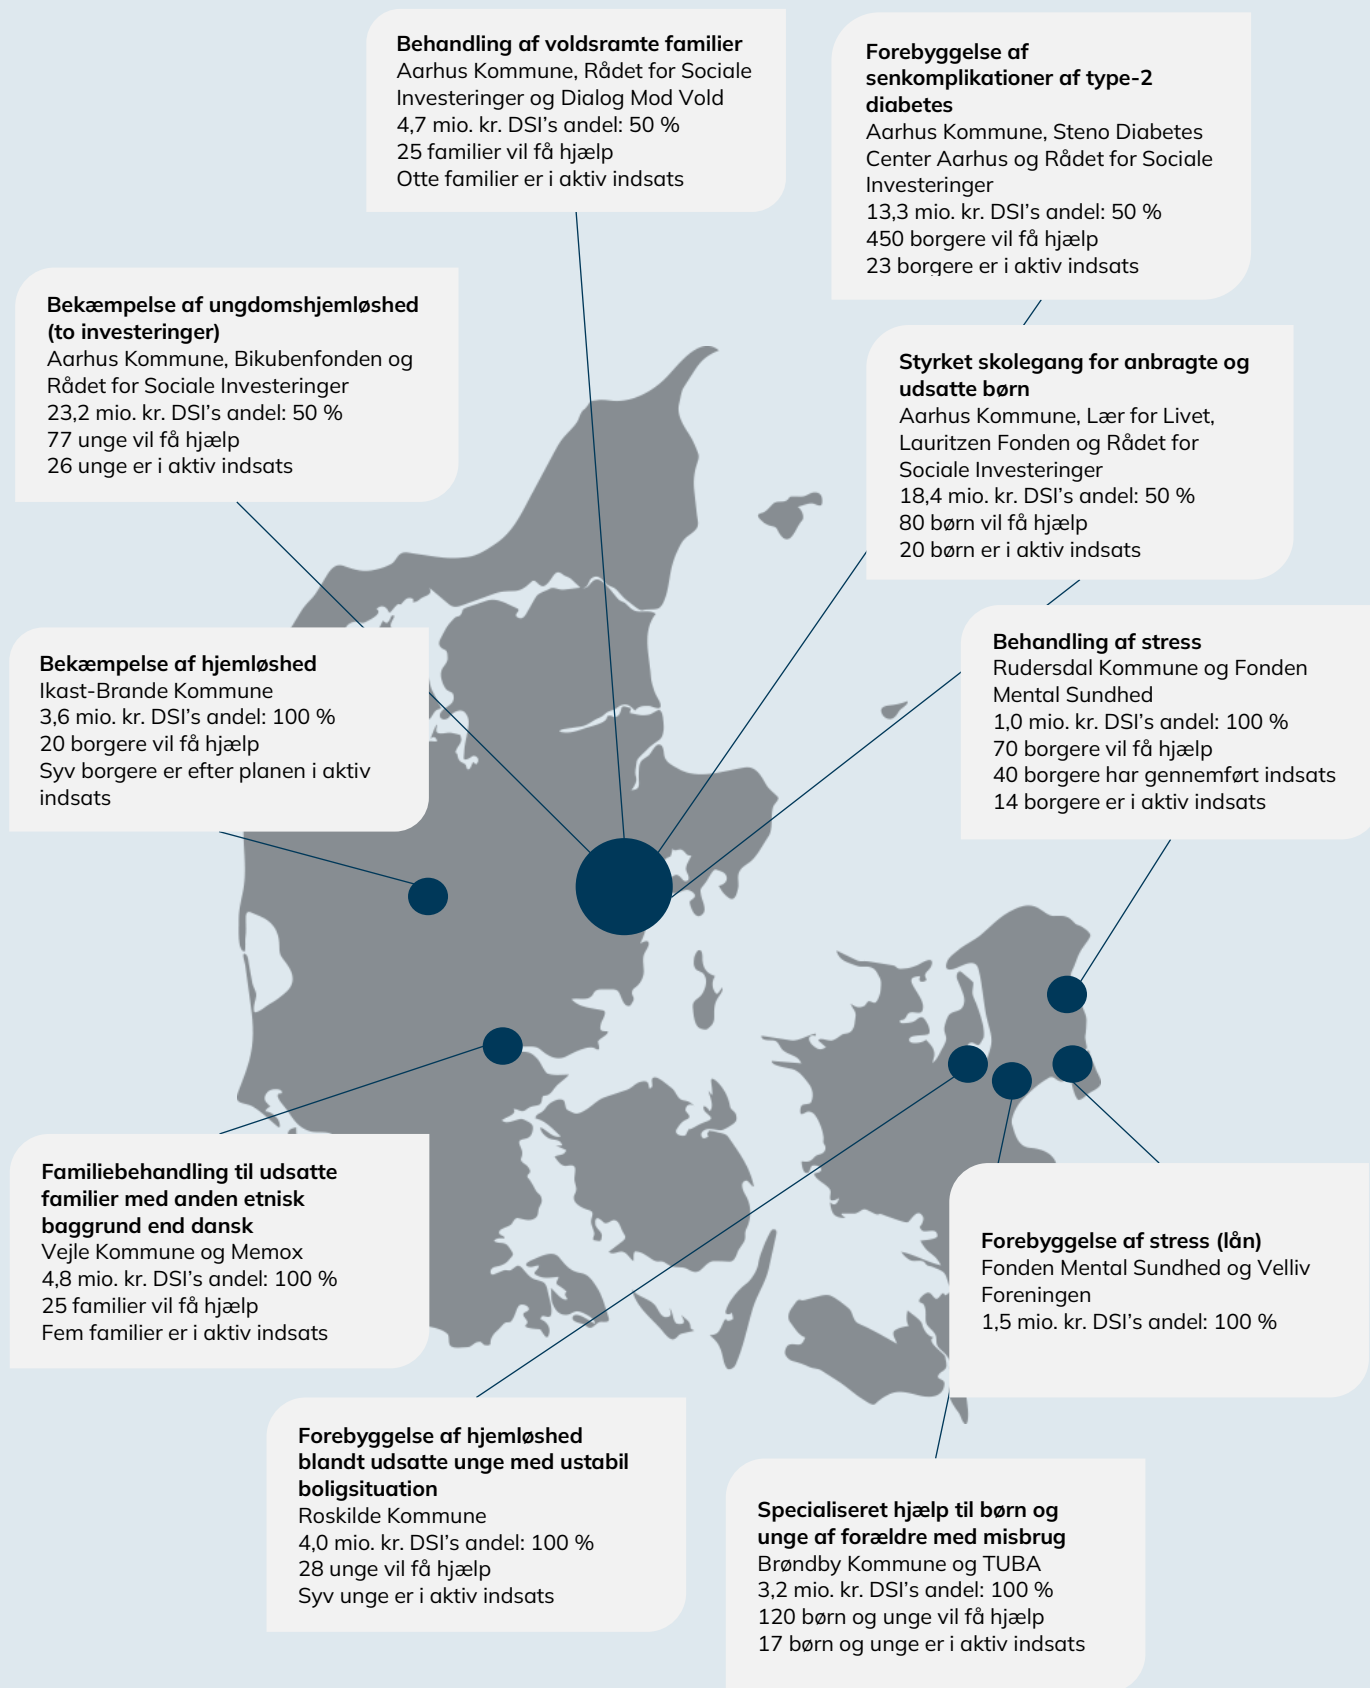 Behandling af voldsramte familier
Aarhus Kommune, Rådet for Sociale
Investeringer og Dialog Mod Vold
4,7 mio. kr. DSI's andel: 50 %
25 familier vil få hjælp
Otte familier er i aktiv indsats
Forebyggelse af
senkomplikationer af type-2
diabetes
Aarhus Kommune, Steno Diabetes
Center Aarhus og Rådet for Sociale
Investeringer
13,3 mio. kr. DSI's andel: 50 %
450 borgere vil få hjælp
23 borgere er i aktiv indsats
Bekæmpelse af ungdomshjemløshed
(to investeringer)
Aarhus Kommune, Bikubenfonden og
Rådet for Sociale Investeringer
23,2 mio. kr. DSI's andel: 50 %
77 unge vil få hjælp
26 unge er i aktiv indsats
Styrket skolegang for anbragte og
udsatte børn
Aarhus Kommune, Lær for Livet,
Lauritzen Fonden og Rådet for
Sociale Investeringer
18,4 mio. kr. DSI's andel: 50 %
80 børn vil få hjælp
20 børn er i aktiv indsats
Bekæmpelse af hjemløshed
Ikast-Brande Kommune
3,6 mio. kr. DSI's andel: 100 %
20 borgere vil få hjælp
Syv borgere er efter planen i aktiv
indsats
Behandling af stress
Rudersdal Kommune og Fonden
Mental Sundhed
1,0 mio. kr. DSI's andel: 100 %
70 borgere vil få hjælp
40 borgere har gennemført indsats
14 borgere er i aktiv indsats
Familiebehandling til udsatte
familier med anden etnisk
baggrund end dansk
Vejle Kommune og Memox
4,8 mio. kr. DSI's andel: 100 %
25 familier vil få hjælp
Fem familier er i aktiv indsats
Forebyggelse af stress (lån)
Fonden Mental Sundhed og Velliv
Foreningen
1,5 mio. kr. DSI's andel: 100 %
Forebyggelse af hjemløshed
blandt udsatte unge med ustabil
boligsituation
Roskilde Kommune
4,0 mio. kr. DSI's andel: 100 %
28 unge vil få hjælp
Syv unge er i aktiv indsats
Specialiseret hjælp til børn og
unge af forældre med misbrug
Brøndby Kommune og TUBA
3,2 mio. kr. DSI's andel: 100 %
120 børn og unge vil få hjælp
17 børn og unge er i aktiv indsats